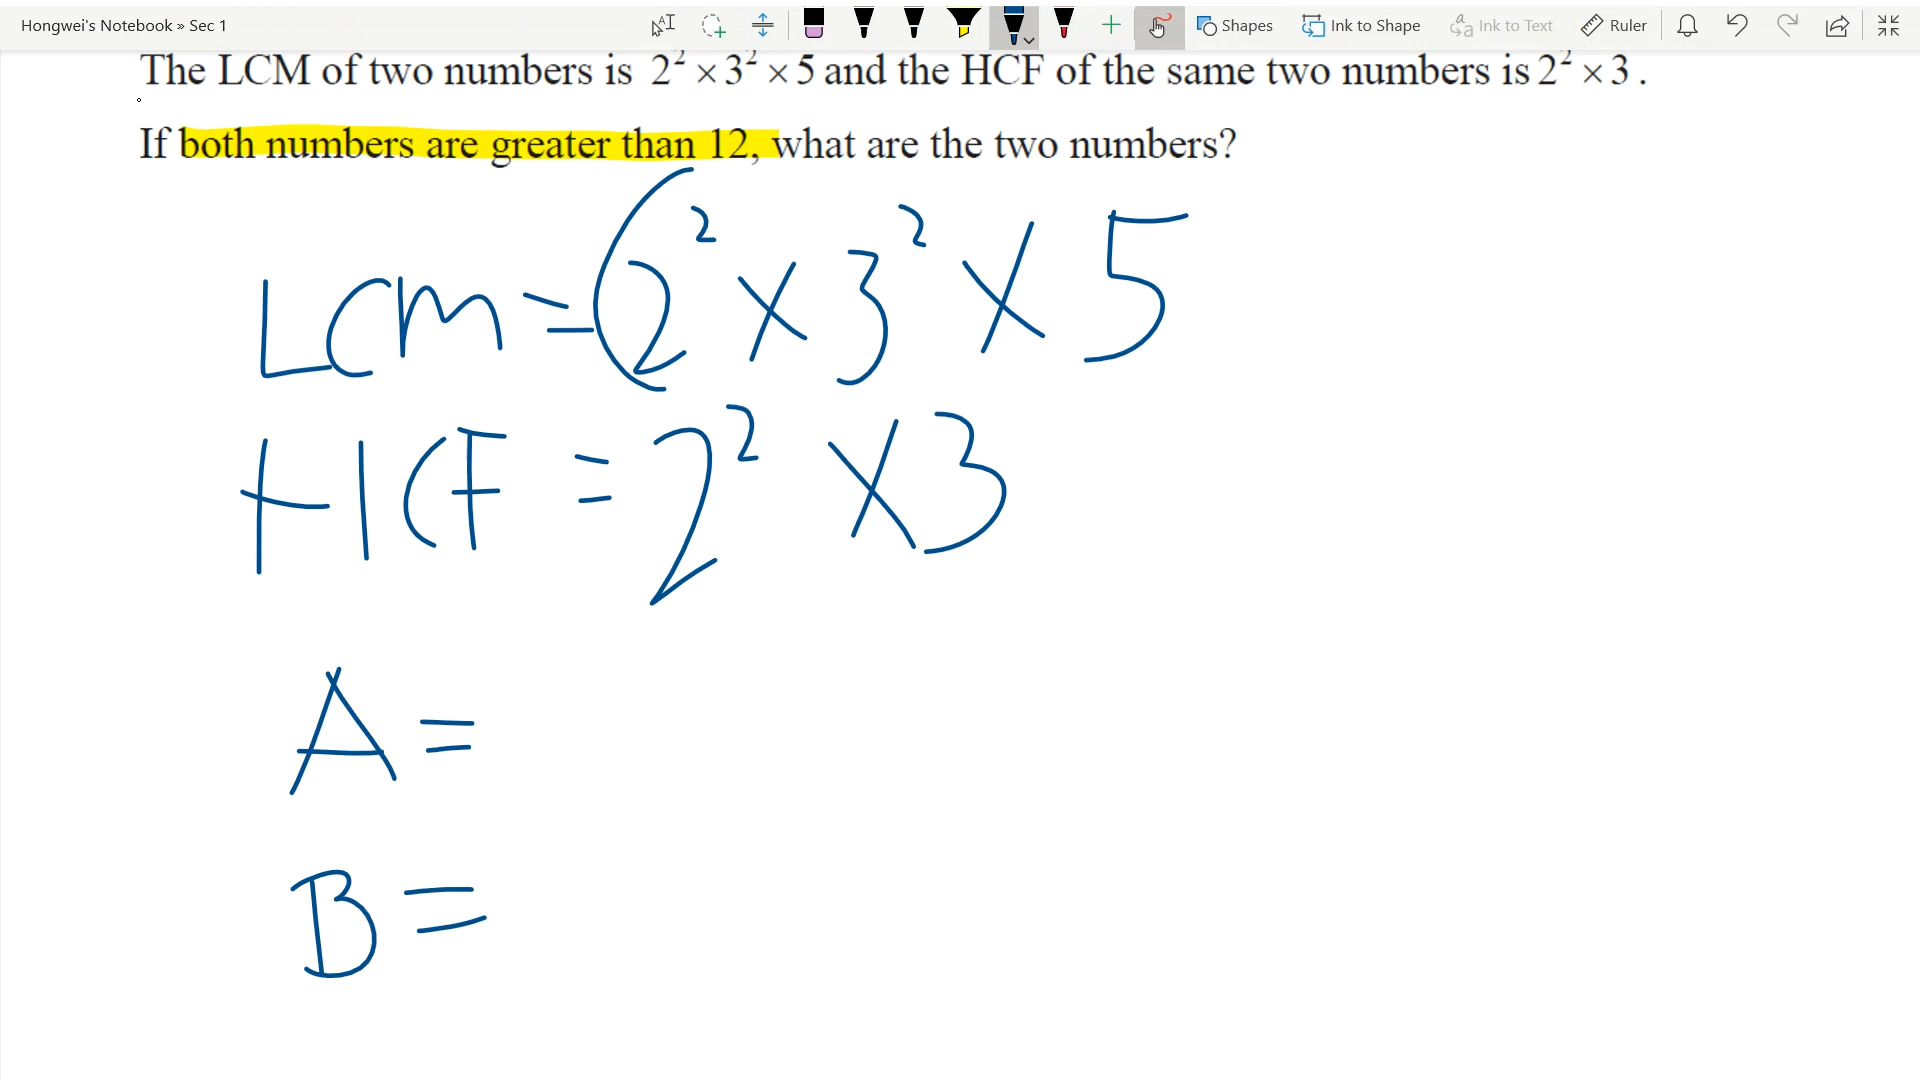 Hongwei's Notebook » Sec 1
Shapes Ink to Shape Ink to Text Ruler
The LCM of two numbers is 2² × 3² × 5 and the HCF of the same two numbers is 2² × 3 .
If both numbers are greater than 12, what are the two numbers?
LCM = (2² × 3² × 5
HCF = 2² × 3
A =
B =